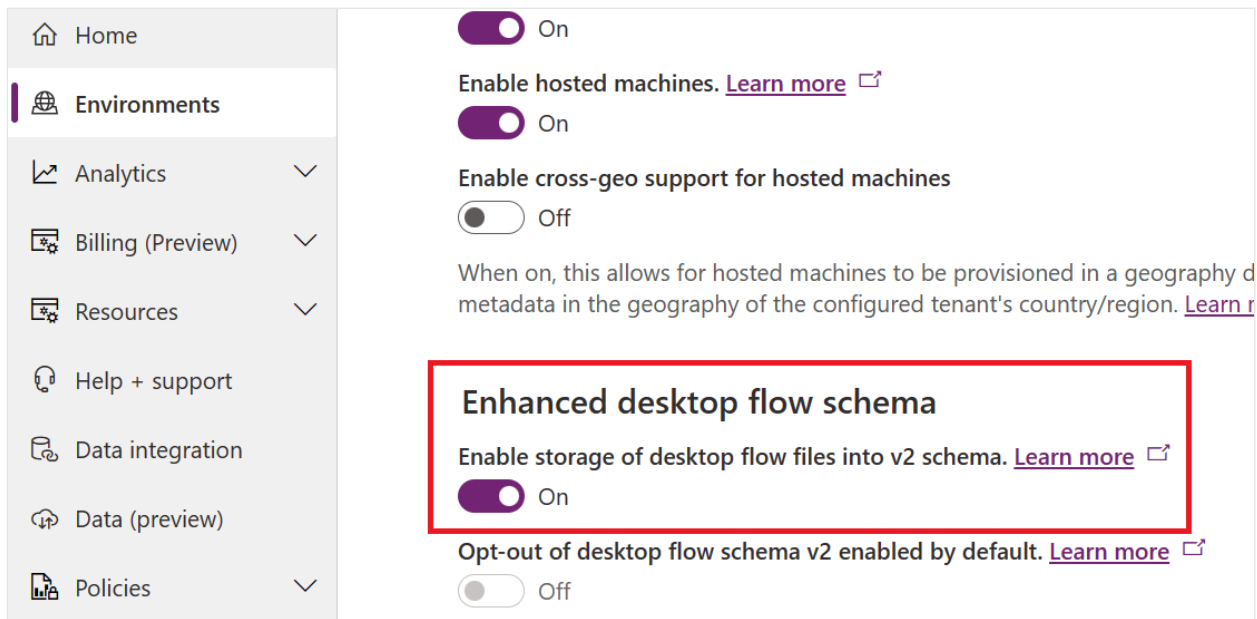 Home
Environments
Analytics
Billing (Preview)
Resources
Help + support
Data integration
Data (preview)
Policies
On
Enable hosted machines. Learn more
On
Enable cross-geo support for hosted machines
Off
When on, this allows for hosted machines to be provisioned in a geography d
metadata in the geography of the configured tenant's country/region. Learn
Enhanced desktop flow schema
Enable storage of desktop flow files into v2 schema. Learn more
On
Opt-out of desktop flow schema v2 enabled by default. Learn more
Off